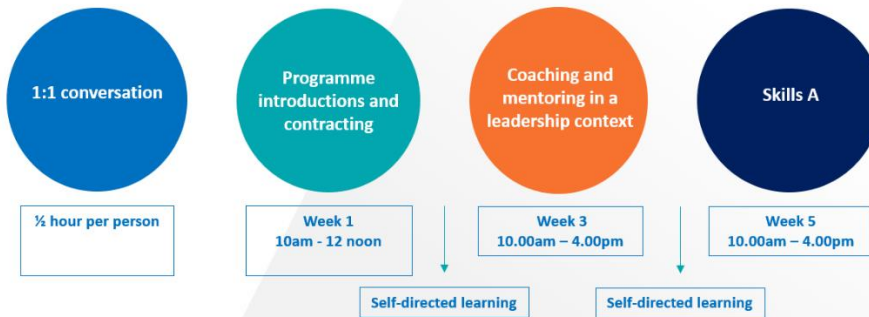 1:1 conversation
Programme
introductions and
contracting
Coaching and
mentoring in a
leadership context
Skills A
½ hour per person
Week 1
10am - 12 noon
Week 3
10.00am – 4.00pm
Week 5
10.00am – 4.00pm
Self-directed learning
Self-directed learning